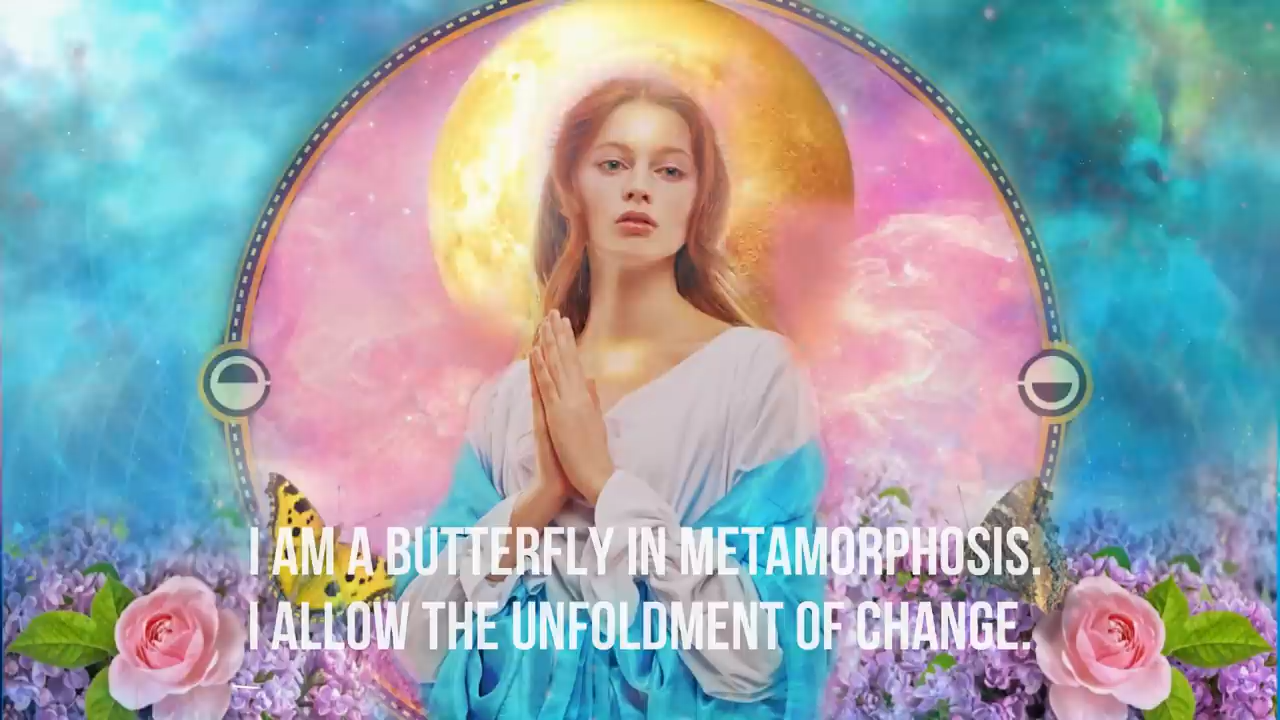 I AM A BUTTERFLY IN METAMORPHOSIS.
I ALLOW THE UNFOLDMENT OF CHANGE.